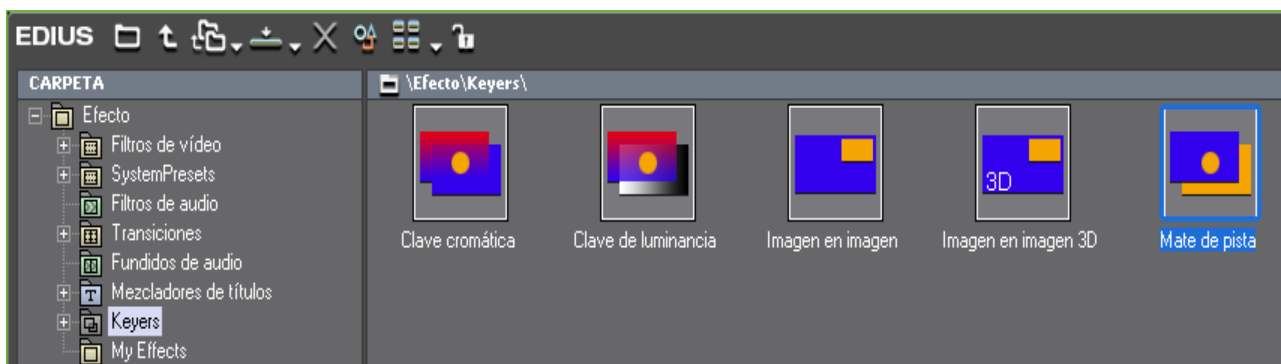 EDIUS
CARPETA
\Efecto\Keyers\
Efecto
Filtros de vídeo
SystemPresets
Filtros de audio
Transiciones
Fundidos de audio
Mezcladores de títulos
Keyers
My Effects
Clave cromática
Clave de luminancia
Imagen en imagen
3D
Imagen en imagen 3D
Mate de pista